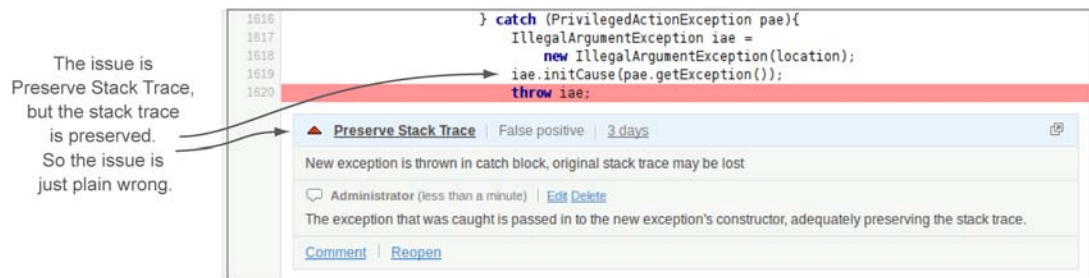 The issue is
Preserve Stack Trace,
but the stack trace
is preserved.
So the issue is
just plain wrong.
1616 } catch (PrivilegedActionException pae){
1617 IllegalArgumentException iae =
1618 new IllegalArgumentException(location);
1619 iae.initCause(pae.getException());
1620 throw iae;
Preserve Stack Trace | False positive | 3 days
New exception is thrown in catch block, original stack trace may be lost
Administrator (less than a minute) | Edit Delete
The exception that was caught is passed in to the new exception's constructor, adequately preserving the stack trace.
Comment | Reopen